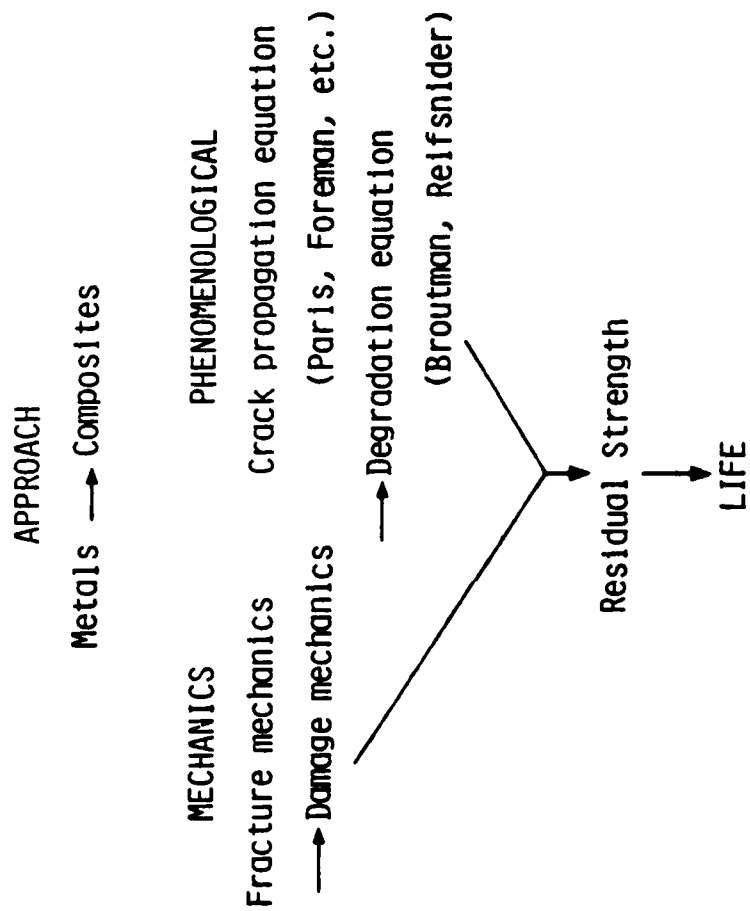 APPROACH
Metals → Composites
MECHANICS
Fracture mechanics
→ Damage mechanics
PHENOMENOLOGICAL
Crack propagation equation
(Paris, Foreman, etc.)
→ Degradation equation
(Broutman, Reifsnider)
Residual Strength
LIFE